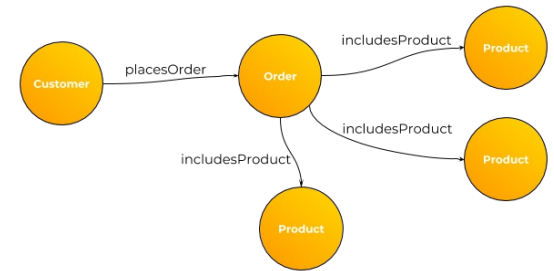 includesProduct
Product
placesOrder
Customer
Order
includesProduct
Product
includesProduct
Product